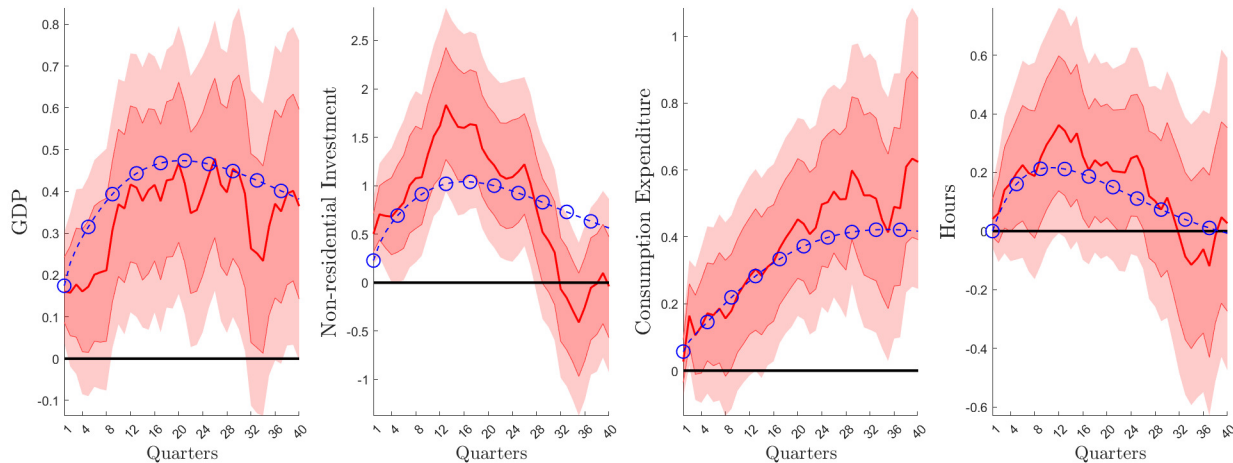 GDP
0.8
0.7
0.6
0.5
0.4
0.3
0.2
0.1
0
-0.1
1 4 8 12 16 20 24 28 32 36 40
Quarters
Non-residential Investment
2.5
2
1.5
1
0.5
0
-0.5
-1
1 4 8 12 16 20 24 28 32 36 40
Quarters
Consumption Expenditure
1
0.8
0.6
0.4
0.2
0
1 4 8 12 16 20 24 28 32 36 40
Quarters
Hours
0.6
0.4
0.2
0
-0.2
-0.4
-0.6
1 4 8 12 16 20 24 28 32 36 40
Quarters